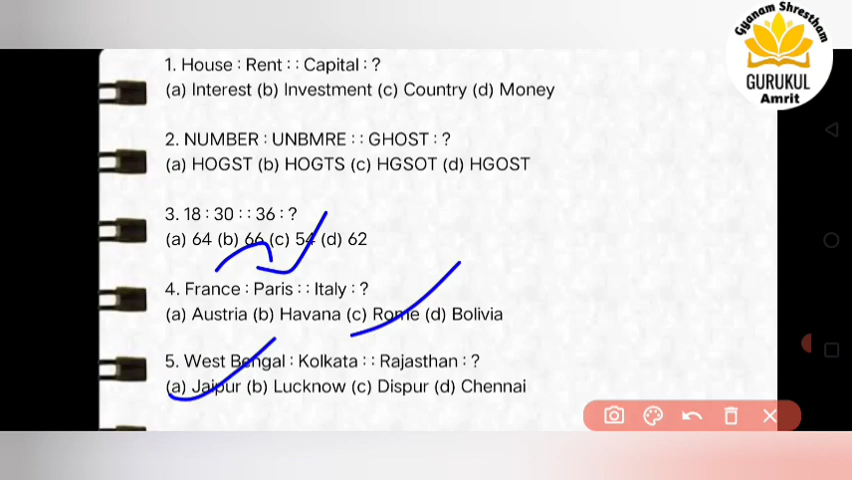 Gyanam Shrestham
GURUKUL
Amrit
1. House : Rent : : Capital : ?
(a) Interest (b) Investment (c) Country (d) Money
2. NUMBER : UNBMRE : : GHOST : ?
(a) HOGST (b) HOGTS (c) HGSOT (d) HGOST
3. 18 : 30 : : 36 : ?
(a) 64 (b) 66 (c) 54 (d) 62
4. France : Paris : : Italy : ?
(a) Austria (b) Havana (c) Rome (d) Bolivia
5. West Bengal : Kolkata : : Rajasthan : ?
(a) Jaipur (b) Lucknow (c) Dispur (d) Chennai